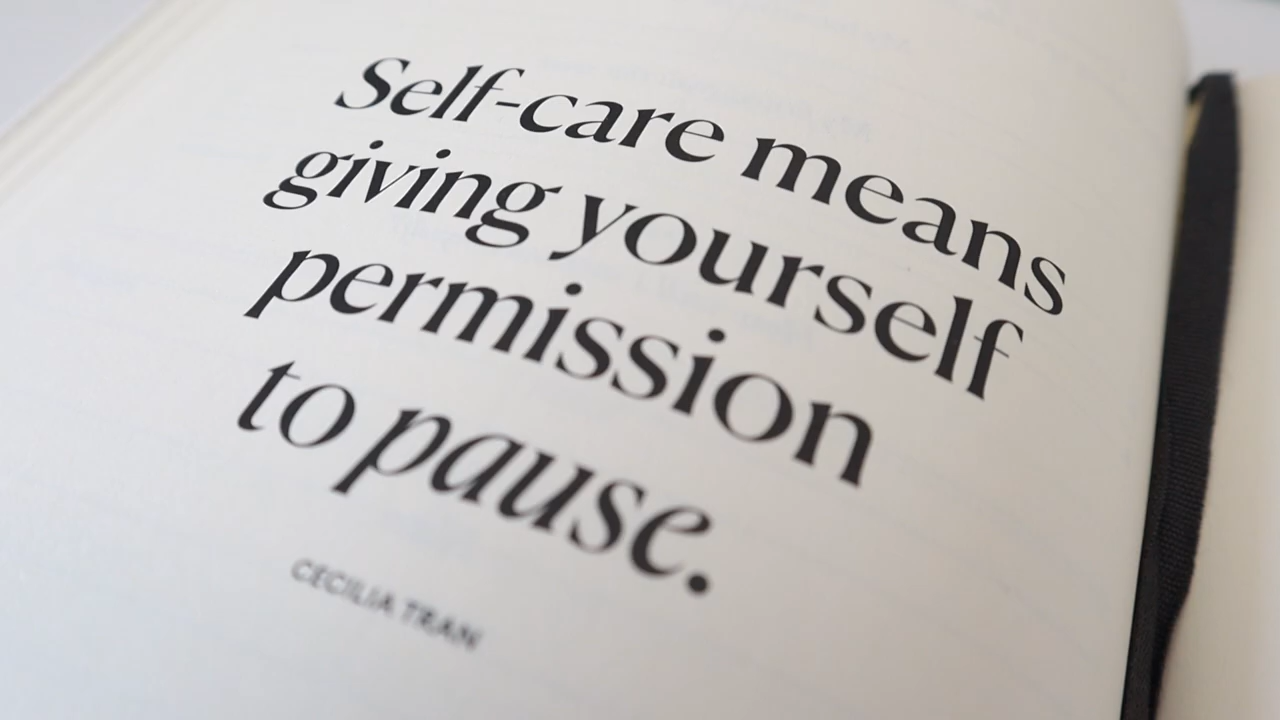 Self-care means
giving yourself
permission
to pause.
CECILIA TRAN